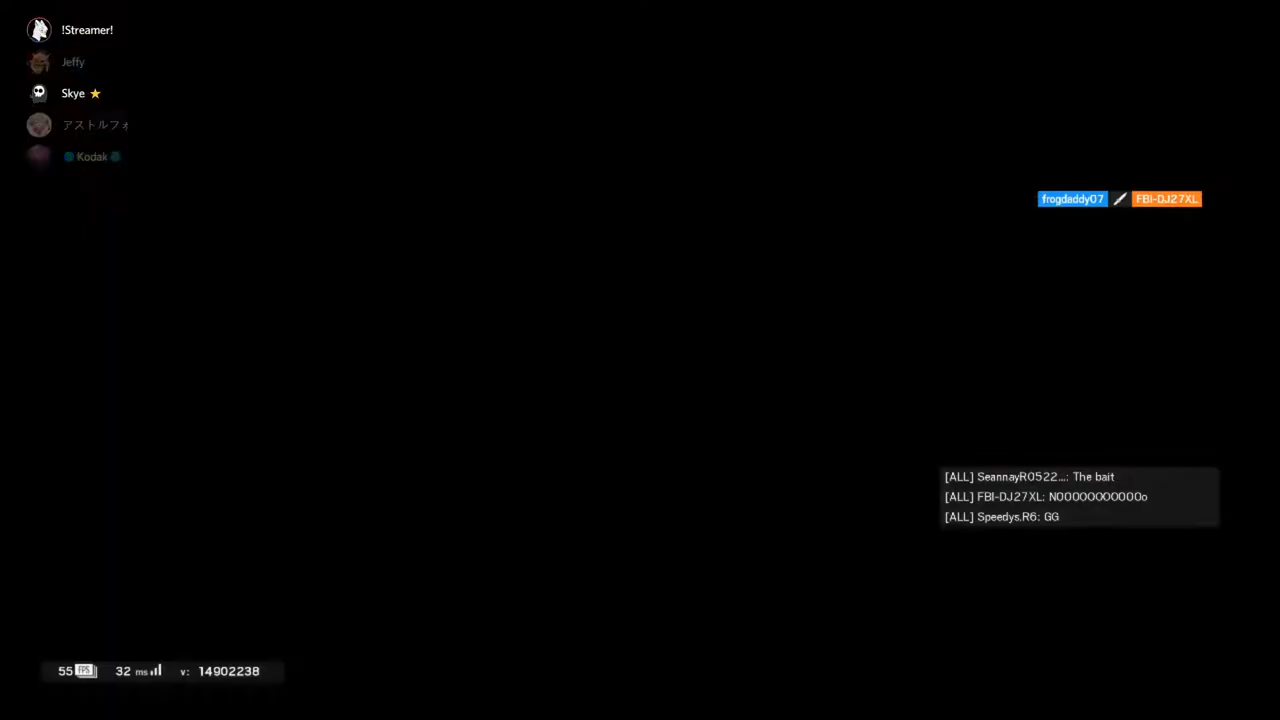 !Streamer!
Jeffy
Skye
アストルフォ
Kodak
frogdaddy07 FBI-DJ27XL
[ALL] SeannayR0522...: The bait
[ALL] FBI-DJ27XL: NOOOOOOOOOOOo
[ALL] Speedys.R6: GG
55 FPS 32 ms v: 14902238